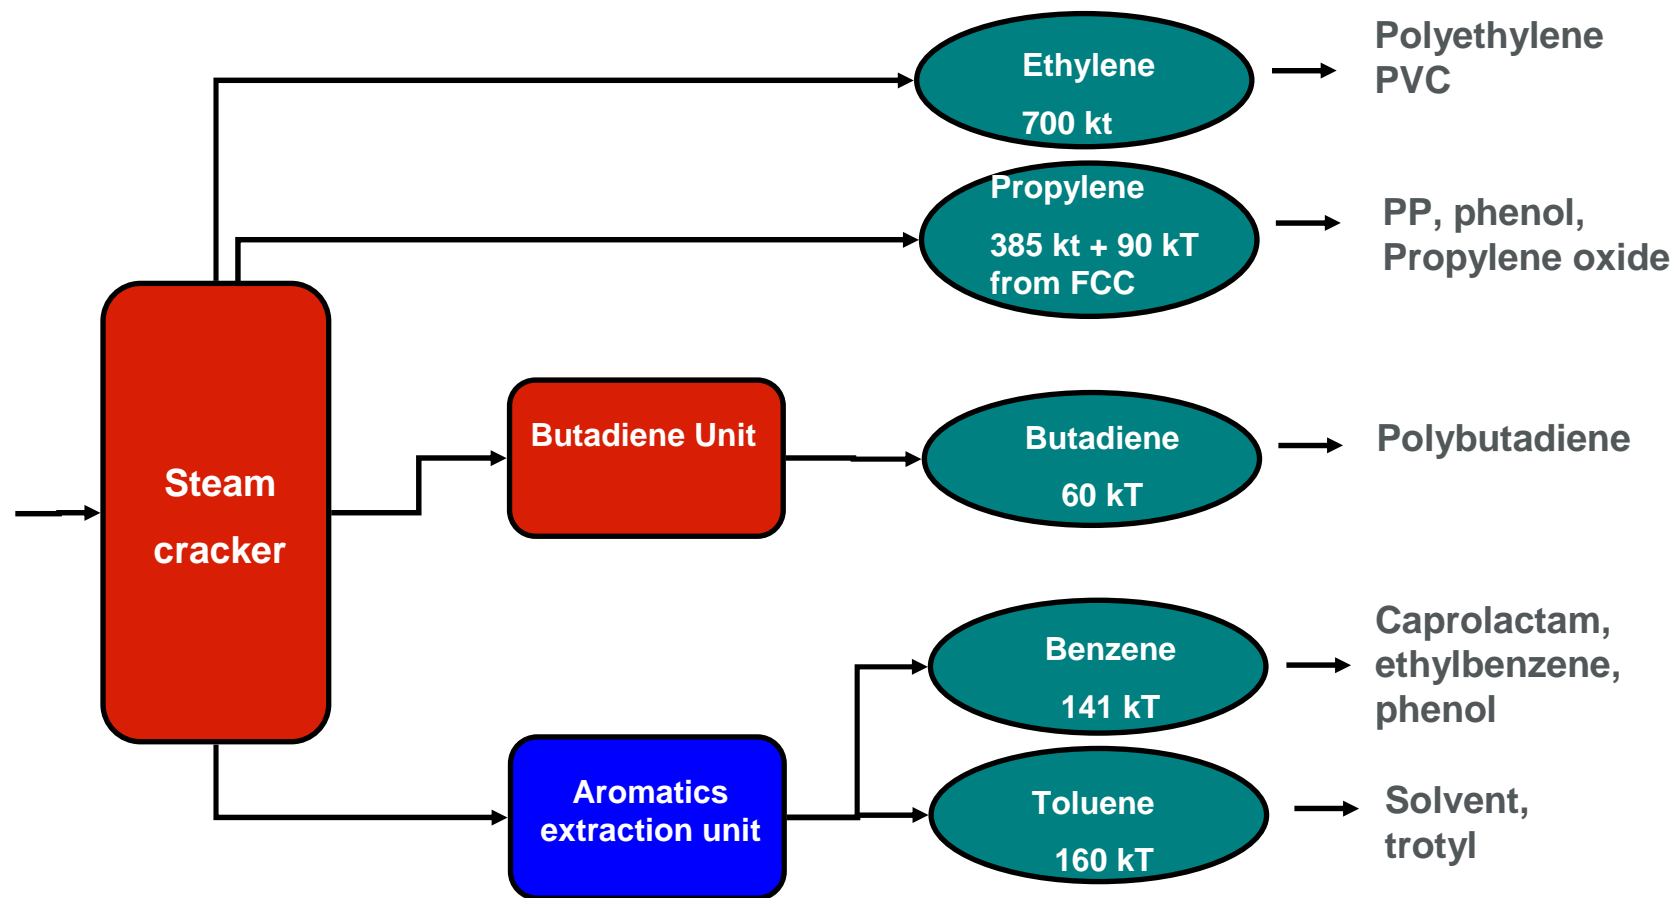 Ethylene
700 kt
Polyethylene
PVC
Propylene
385 kt + 90 kT
from FCC
PP, phenol,
Propylene oxide
Steam
cracker
Butadiene Unit
Butadiene
60 kT
Polybutadiene
Aromatics
extraction unit
Benzene
141 kT
Caprolactam,
ethylbenzene,
phenol
Toluene
160 kT
Solvent,
trotyl